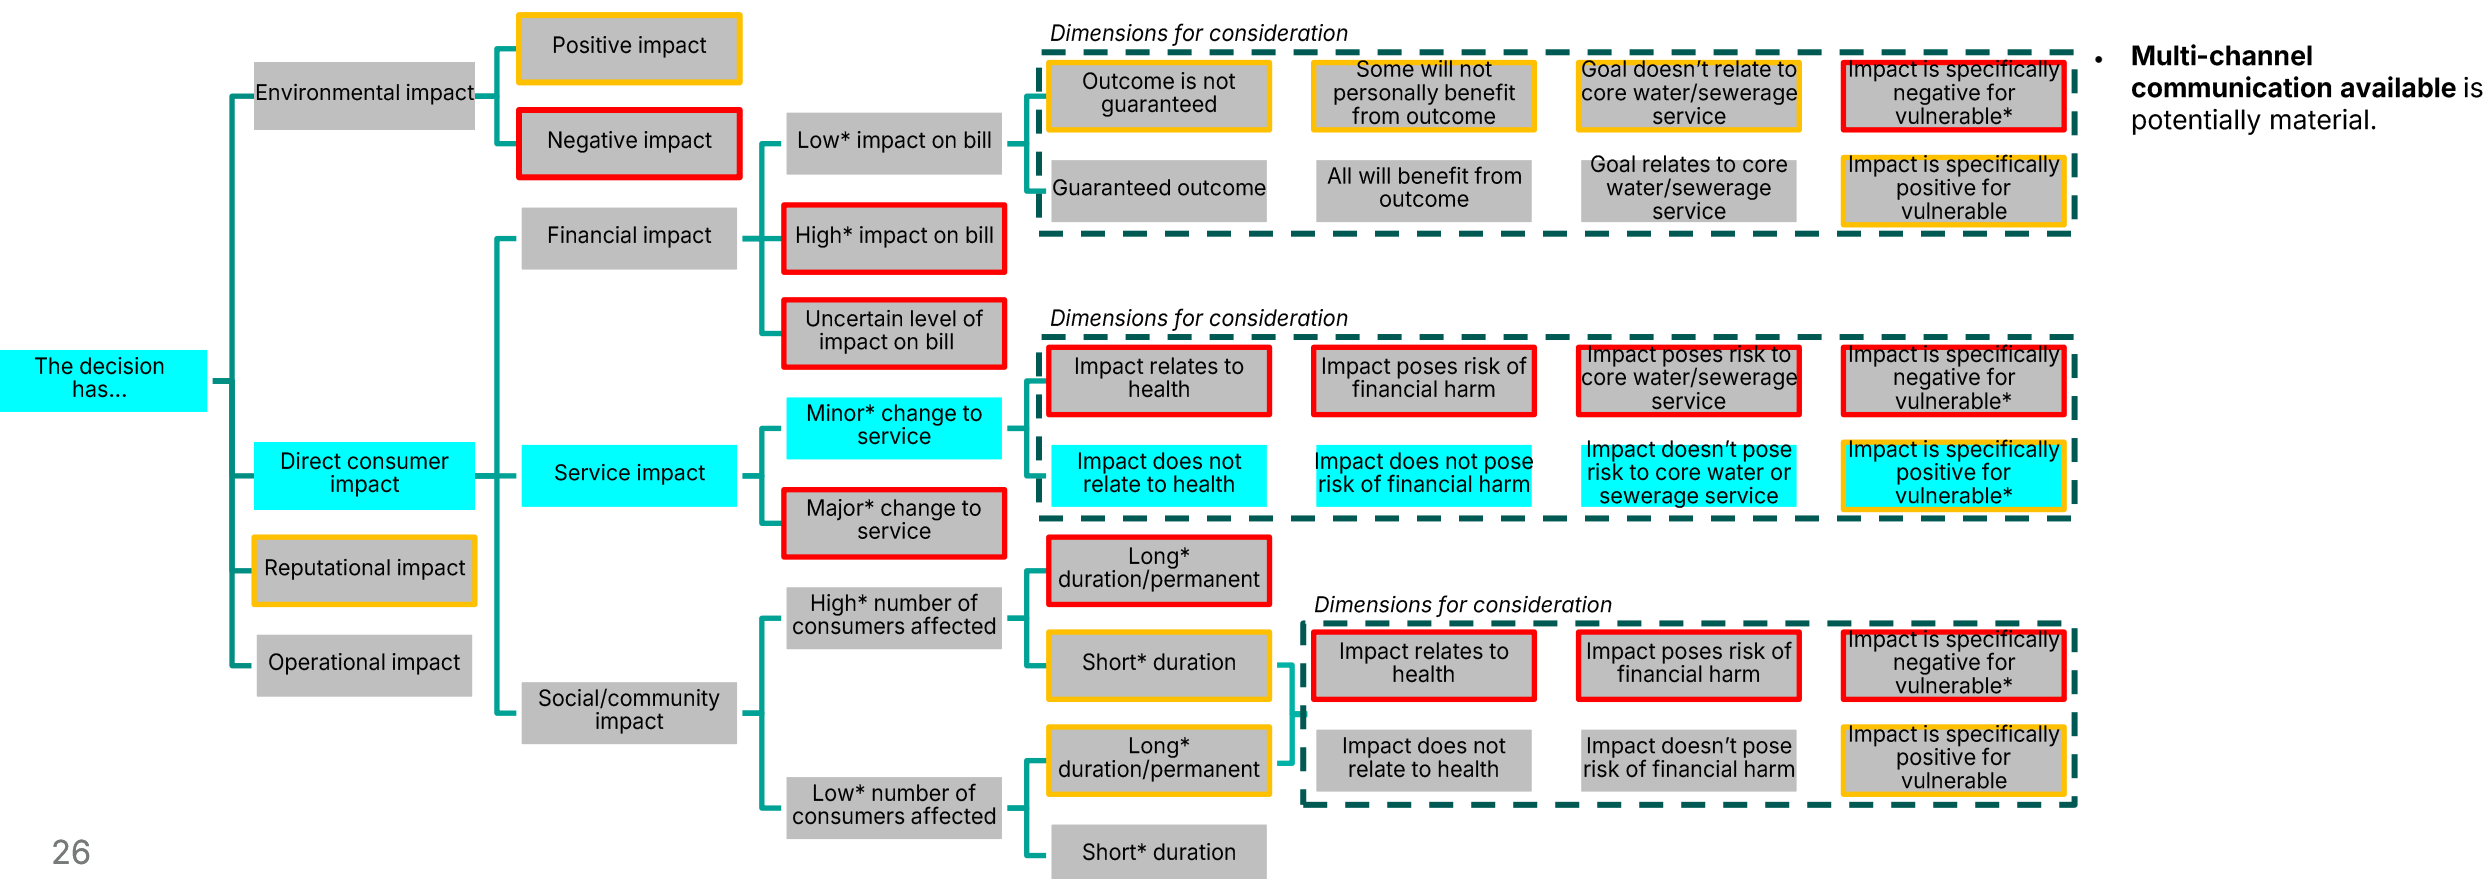 Positive impact
Environmental impact
Negative impact
Financial impact
Low* impact on bill
High* impact on bill
Uncertain level of
impact on bill
Dimensions for consideration
Outcome is not
guaranteed
Some will not
personally benefit
from outcome
Goal doesn't relate to
core water/sewerage
service
Impact is specifically
negative for
vulnerable*
Guaranteed outcome
All will benefit from
outcome
Goal relates to core
water/sewerage
service
Impact is specifically
positive for
vulnerable
• Multi-channel
communication available is
potentially material.
The decision
has...
Direct consumer
impact
Service impact
Minor* change to
service
Major* change to
service
Dimensions for consideration
Impact relates to
health
Impact poses risk of
financial harm
Impact poses risk to
core water/sewerage
service
Impact is specifically
negative for
vulnerable*
Impact does not
relate to health
Impact does not pose
risk of financial harm
Impact doesn't pose
risk to core water or
sewerage service
Impact is specifically
positive for
vulnerable*
Reputational impact
Operational impact
Social/community
impact
High* number of
consumers affected
Low* number of
consumers affected
Long*
duration/permanent
Short* duration
Long*
duration/permanent
Short* duration
Dimensions for consideration
Impact relates to
health
Impact poses risk of
financial harm
Impact is specifically
negative for
vulnerable*
Impact does not
relate to health
Impact doesn't pose
risk of financial harm
Impact is specifically
positive for
vulnerable
26